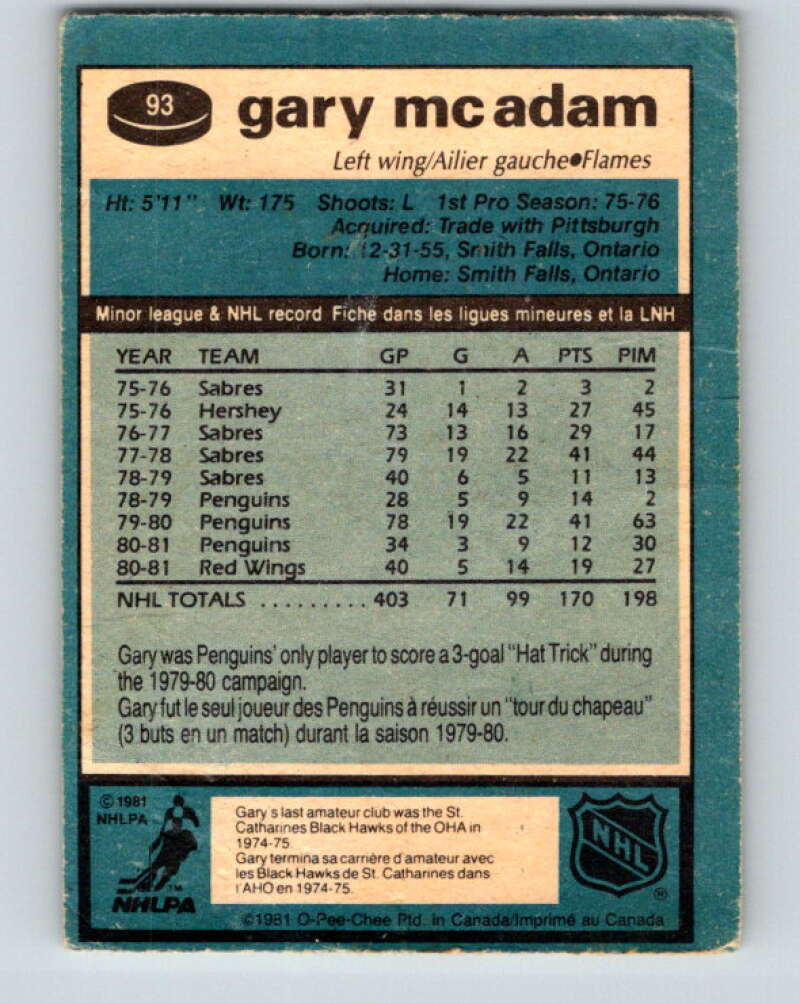 93 gary mc adam
Left wing/Ailier gauche●Flames
Ht: 5'11" Wt: 175 Shoots: L 1st Pro Season: 75-76
Acquired: Trade with Pittsburgh
Born: 12-31-55, Smith Falls, Ontario
Home: Smith Falls, Ontario
Minor league & NHL record Fiche dans les ligues mineures et la LNH
YEAR TEAM GP G A PTS PIM
75-76 Sabres 31 1 2 3 2
75-76 Hershey 24 14 13 27 45
76-77 Sabres 73 13 16 29 17
77-78 Sabres 79 19 22 41 44
78-79 Sabres 40 6 5 11 13
78-79 Penguins 28 5 9 14 2
79-80 Penguins 78 19 22 41 63
80-81 Penguins 34 3 9 12 30
80-81 Red Wings 40 5 14 19 27
NHL TOTALS .......... 403 71 99 170 198
Gary was Penguins' only player to score a 3-goal "Hat Trick" during
the 1979-80 campaign.
Gary fut le seul joueur des Penguins à réussir un "tour du chapeau"
(3 buts en un match) durant la saison 1979-80.
© 1981
NHLPA
TM
NHLPA
Gary's last amateur club was the St.
Catharines Black Hawks of the OHA in
1974-75.
Gary termina sa carrière d'amateur avec
les Black Hawks de St. Catharines dans
l'AHO en 1974-75.
NHL
®
©1981 O-Pee-Chee Ptd. in Canada/Imprimé au Canada